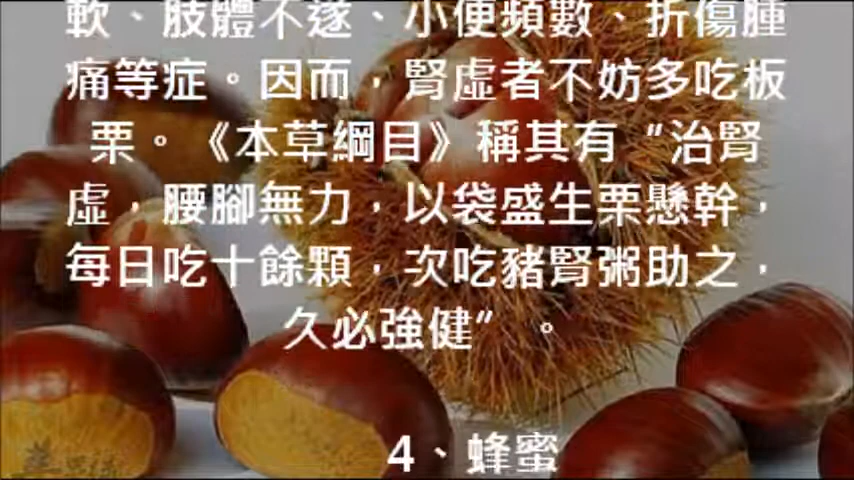 軟、肢體不遂、小便頻數、折傷腫
痛等症。因而，腎虛者不妨多吃板
栗。《本草綱目》稱其有“治腎
虛，腰腳無力，以袋盛生栗懸幹，
每日吃十餘顆，次吃豬腎粥助之，
久必強健”。
4、蜂蜜